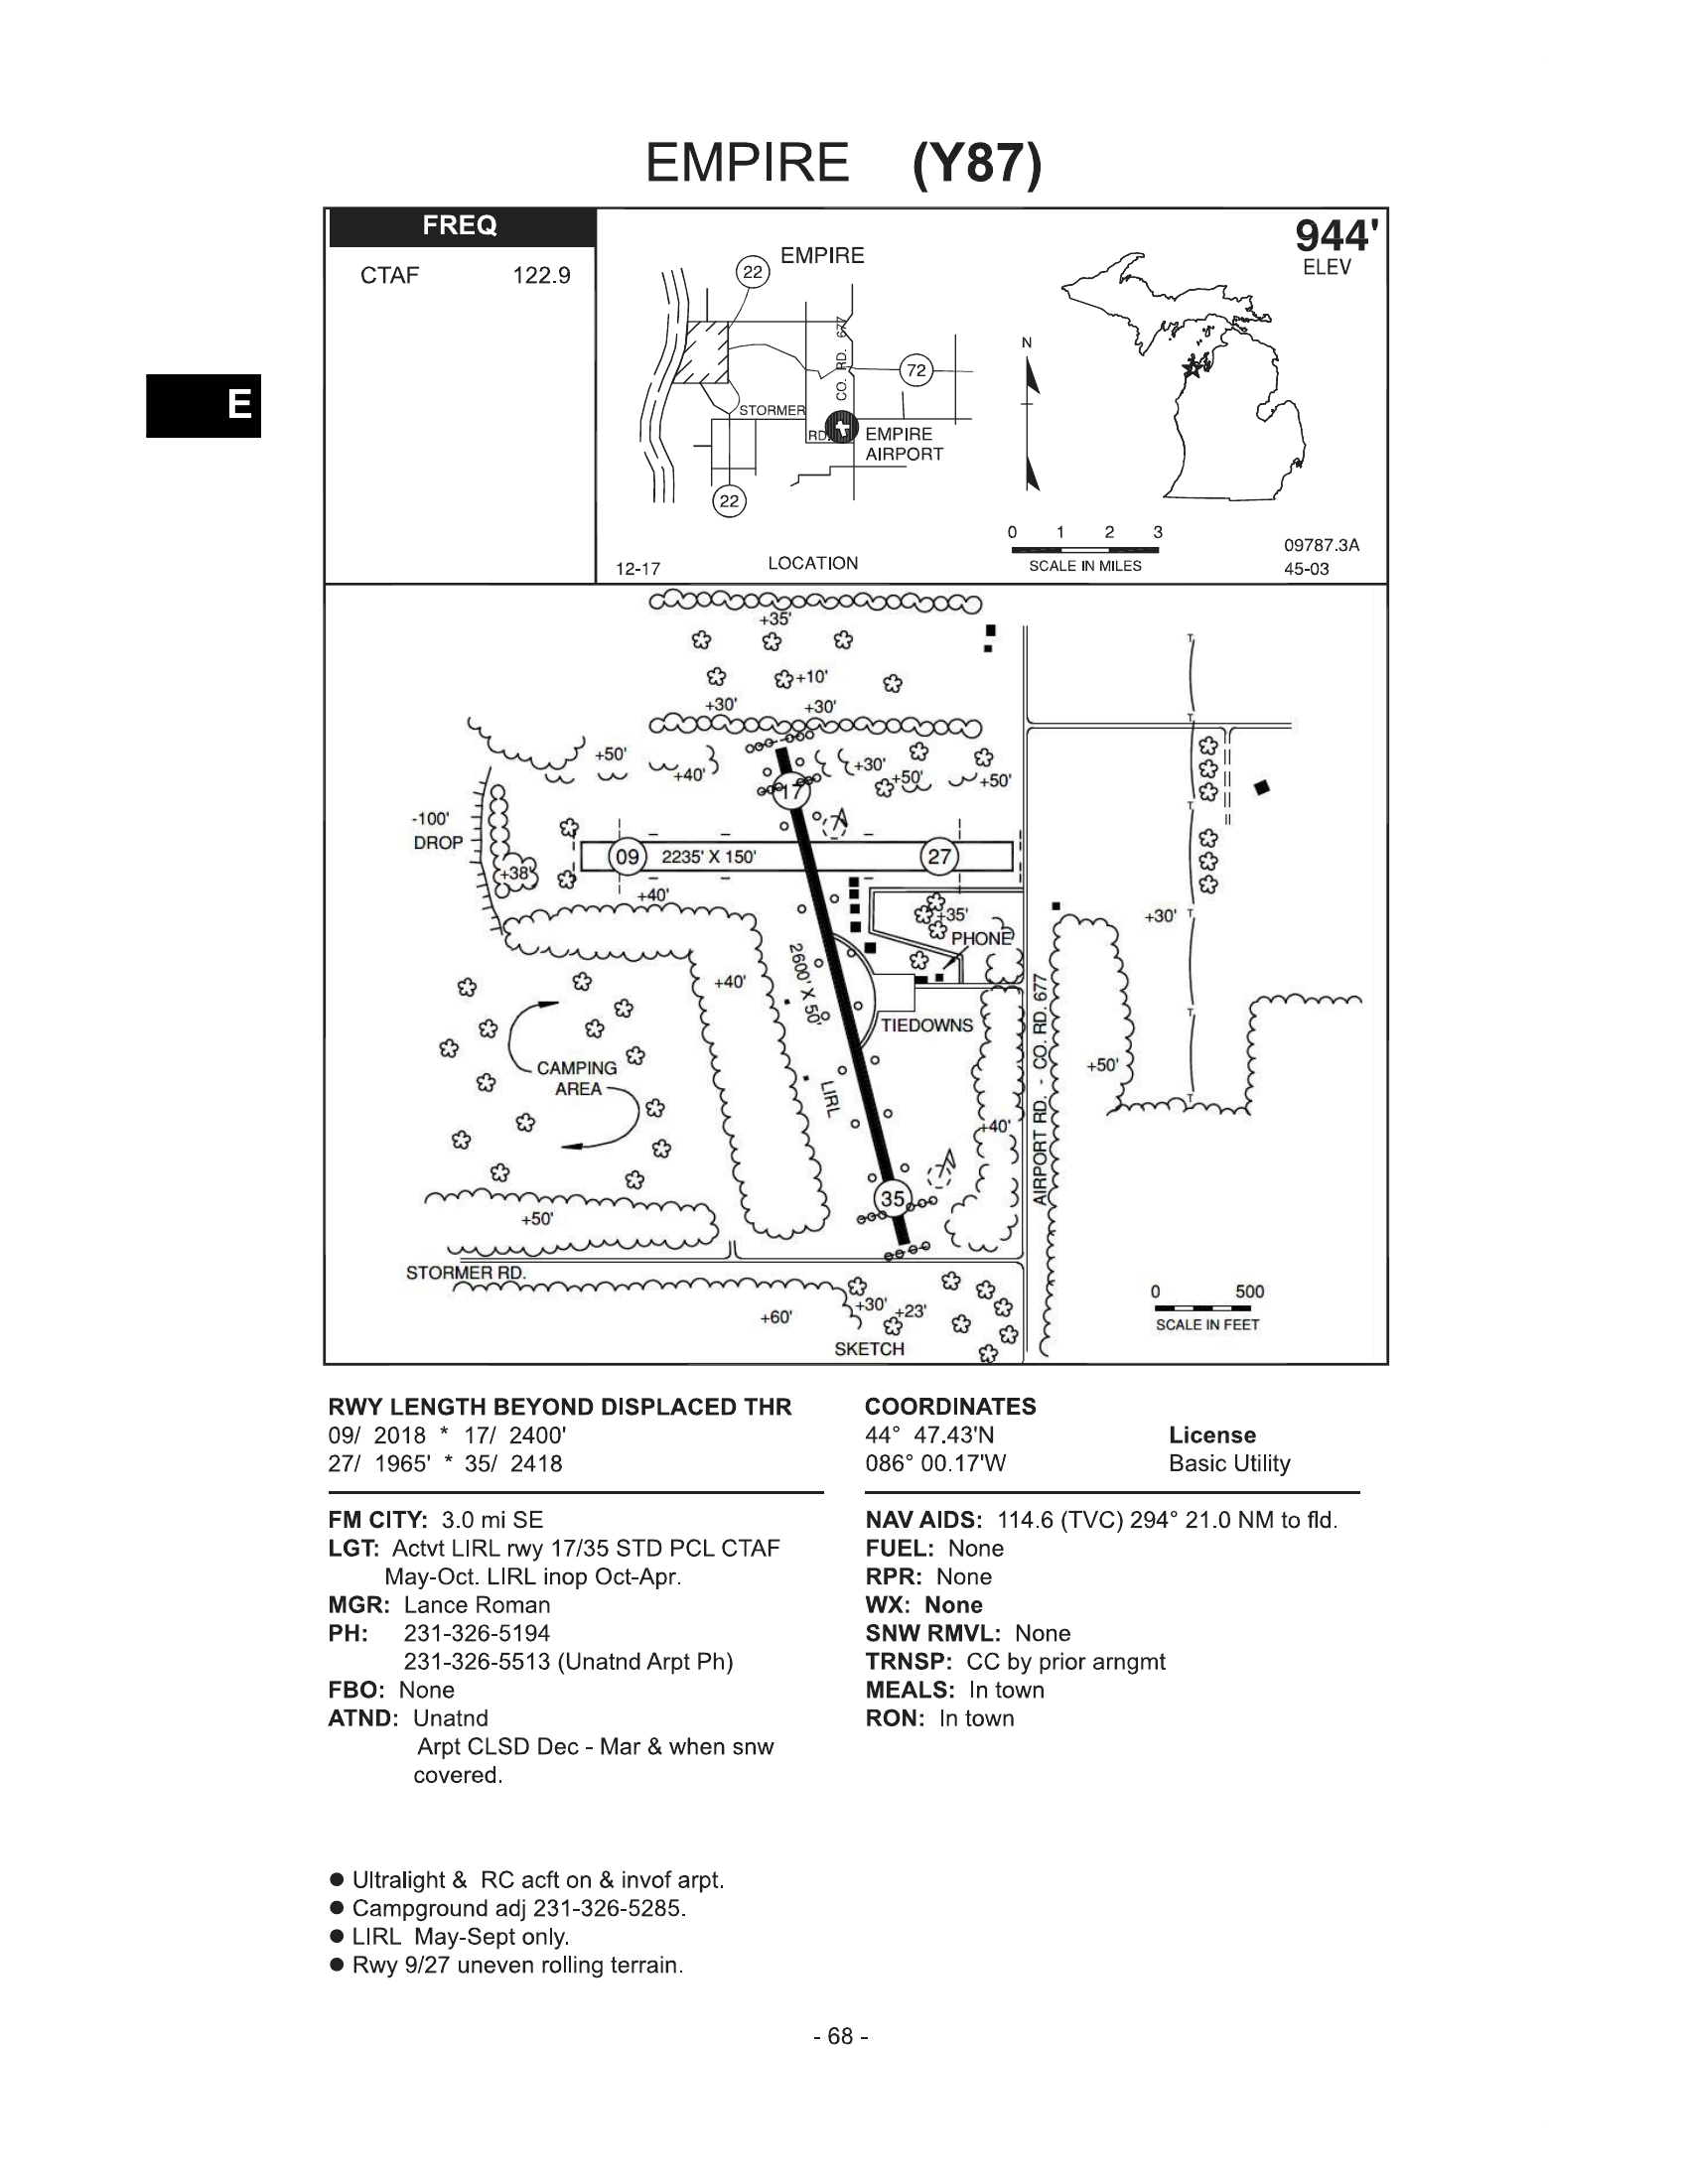 EMPIRE (Y87)
FREQ
CTAF 122.9
E
944'
ELEV
EMPIRE
22
CO. RD. 677
72
STORMER
RD.
EMPIRE
AIRPORT
22
N
0 1 2 3
SCALE IN MILES
09787.3A
45-03
12-17
LOCATION
+35'
+10'
+30' +30'
+50'
+40'
+30'
+50'
+50'
17
-100'
DROP
09
2235' X 150'
27
+38'
+40'
+35'
PHONE
+30'
T
T
T
T
T
T
2600' X 50'
+40'
TIEDOWNS
CAMPING
AREA
LIRL
+50'
+40'
AIRPORT RD. - CO. RD. 677
35
+50'
STORMER RD.
+60'
+30'
+23'
0 500
SCALE IN FEET
SKETCH
RWY LENGTH BEYOND DISPLACED THR
09/ 2018 * 17/ 2400'
27/ 1965' * 35/ 2418
COORDINATES
44° 47.43'N
086° 00.17'W
License
Basic Utility
FM CITY: 3.0 mi SE
LGT: Actvt LIRL rwy 17/35 STD PCL CTAF
May-Oct. LIRL inop Oct-Apr.
MGR: Lance Roman
PH: 231-326-5194
231-326-5513 (Unatnd Arpt Ph)
FBO: None
ATND: Unatnd
Arpt CLSD Dec - Mar & when snw
covered.
NAV AIDS: 114.6 (TVC) 294° 21.0 NM to fld.
FUEL: None
RPR: None
WX: None
SNW RMVL: None
TRNSP: CC by prior arngmt
MEALS: In town
RON: In town
● Ultralight & RC acft on & invof arpt.
● Campground adj 231-326-5285.
● LIRL May-Sept only.
● Rwy 9/27 uneven rolling terrain.
- 68 -